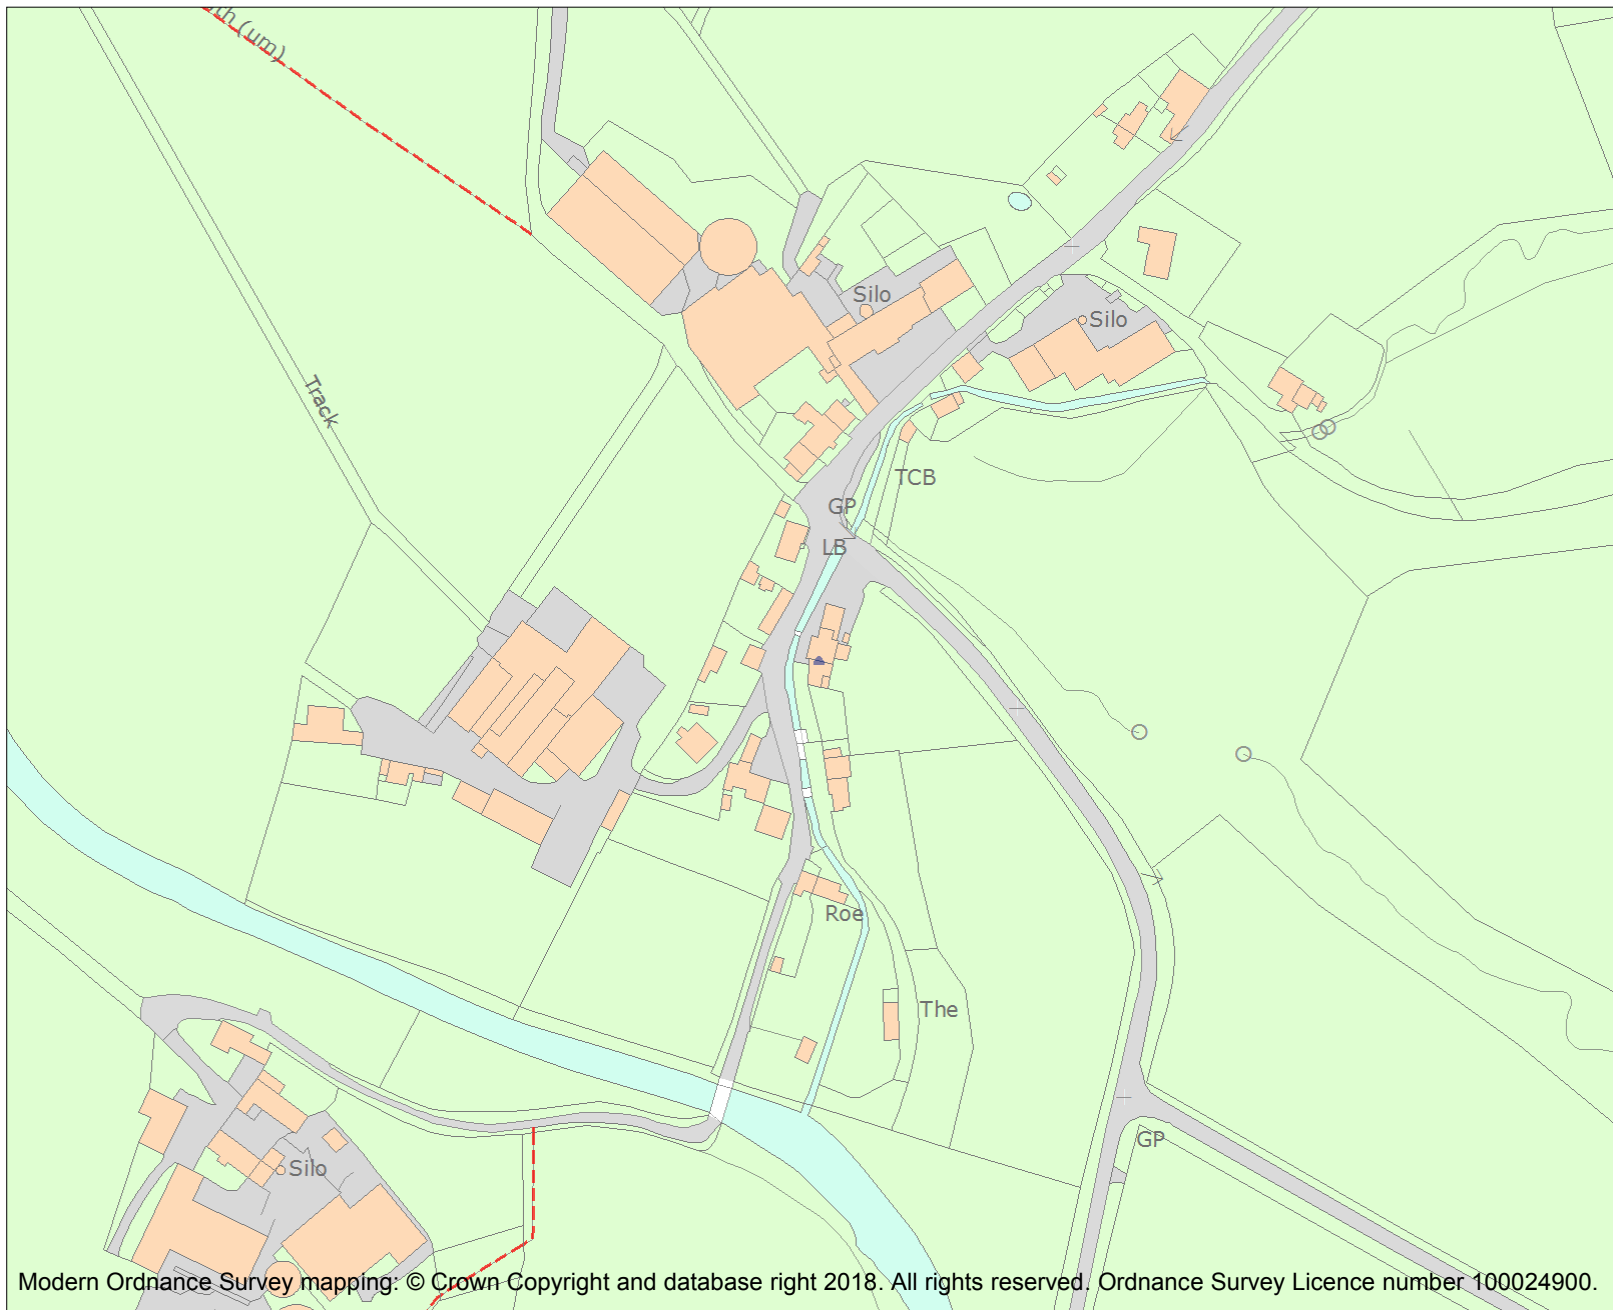 (um)
Silo
Silo
Track
TCB
GP
LB
Roe
The
GP
Silo
Modern Ordnance Survey mapping: © Crown Copyright and database right 2018. All rights reserved. Ordnance Survey Licence number 100024900.